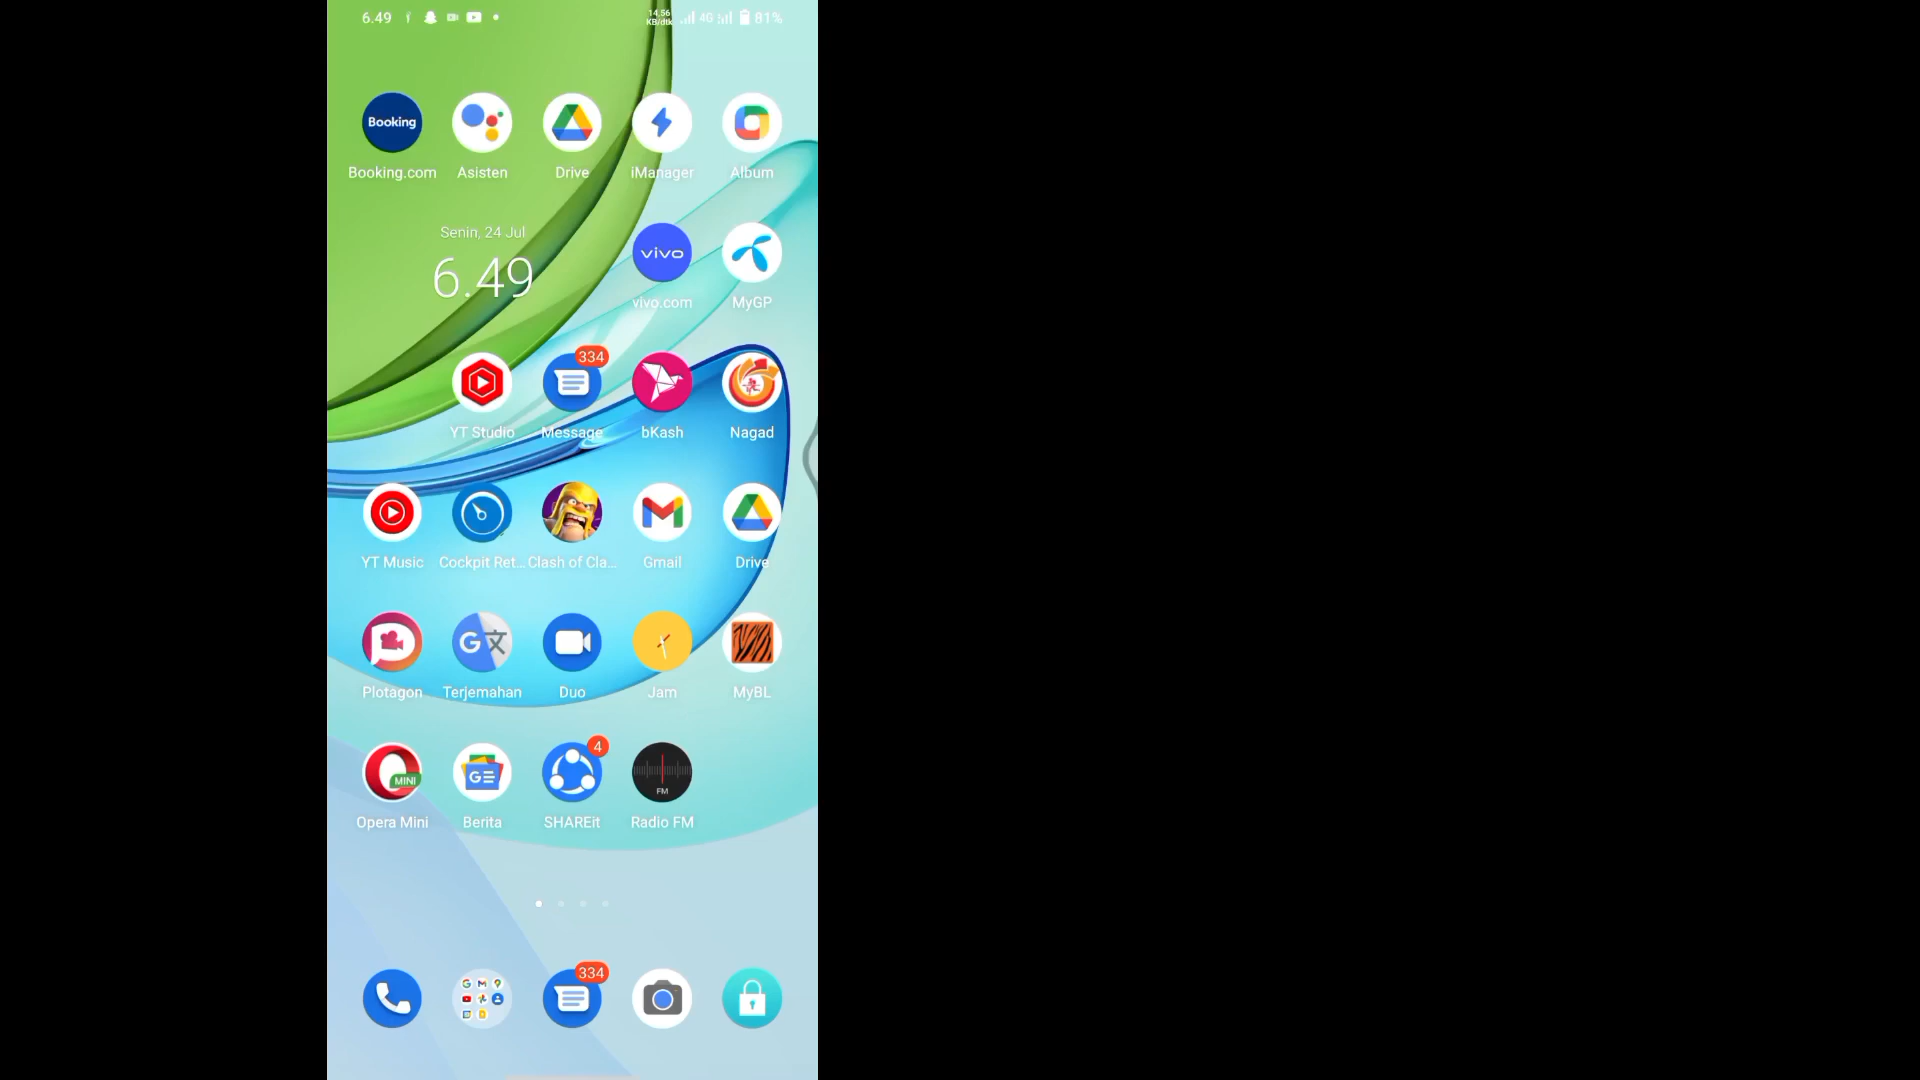 6.49
14,56
KB/dtk
4G
81%
Booking
Booking.com
Asisten
Drive
iManager
Album
Senin, 24 Jul
6.49
vivo
vivo.com
MyGP
334
YT Studio
Message
bKash
Nagad
YT Music
Cockpit Ret...
Clash of Cla...
Gmail
Drive
Plotagon
Terjemahan
Duo
Jam
MyBL
MINI
4
FM
Opera Mini
Berita
SHAREit
Radio FM
334